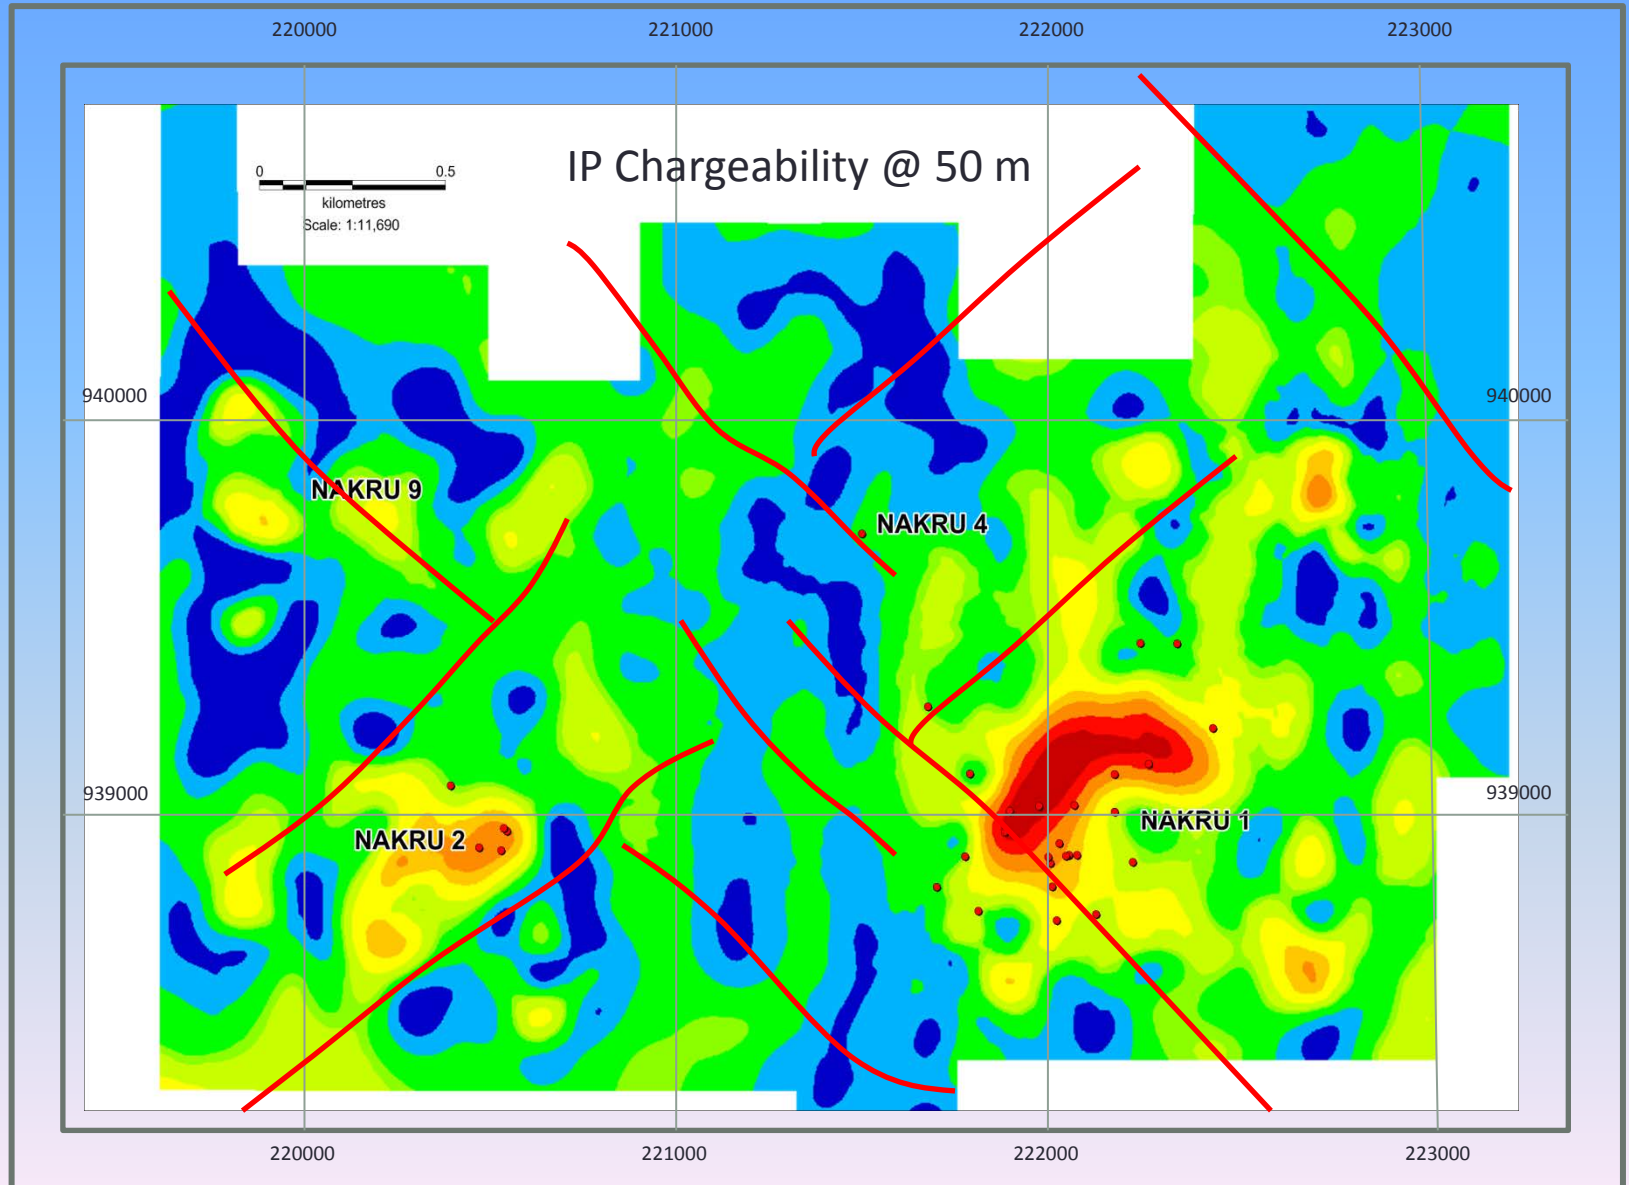 220000 221000 222000 223000
IP Chargeability @ 50 m
0 0.5
kilometres
Scale: 1:11,690
940000 940000
NAKRU 9
NAKRU 4
939000 939000
NAKRU 2
NAKRU 1
220000 221000 222000 223000